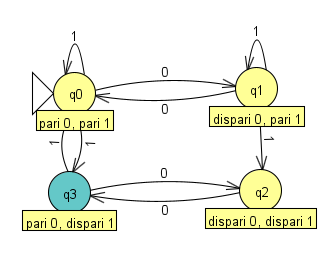 1
1
q0
0
q1
0
pari 0, pari 1
dispari 0, pari 1
1
1
1
q3
0
q2
0
pari 0, dispari 1
dispari 0, dispari 1